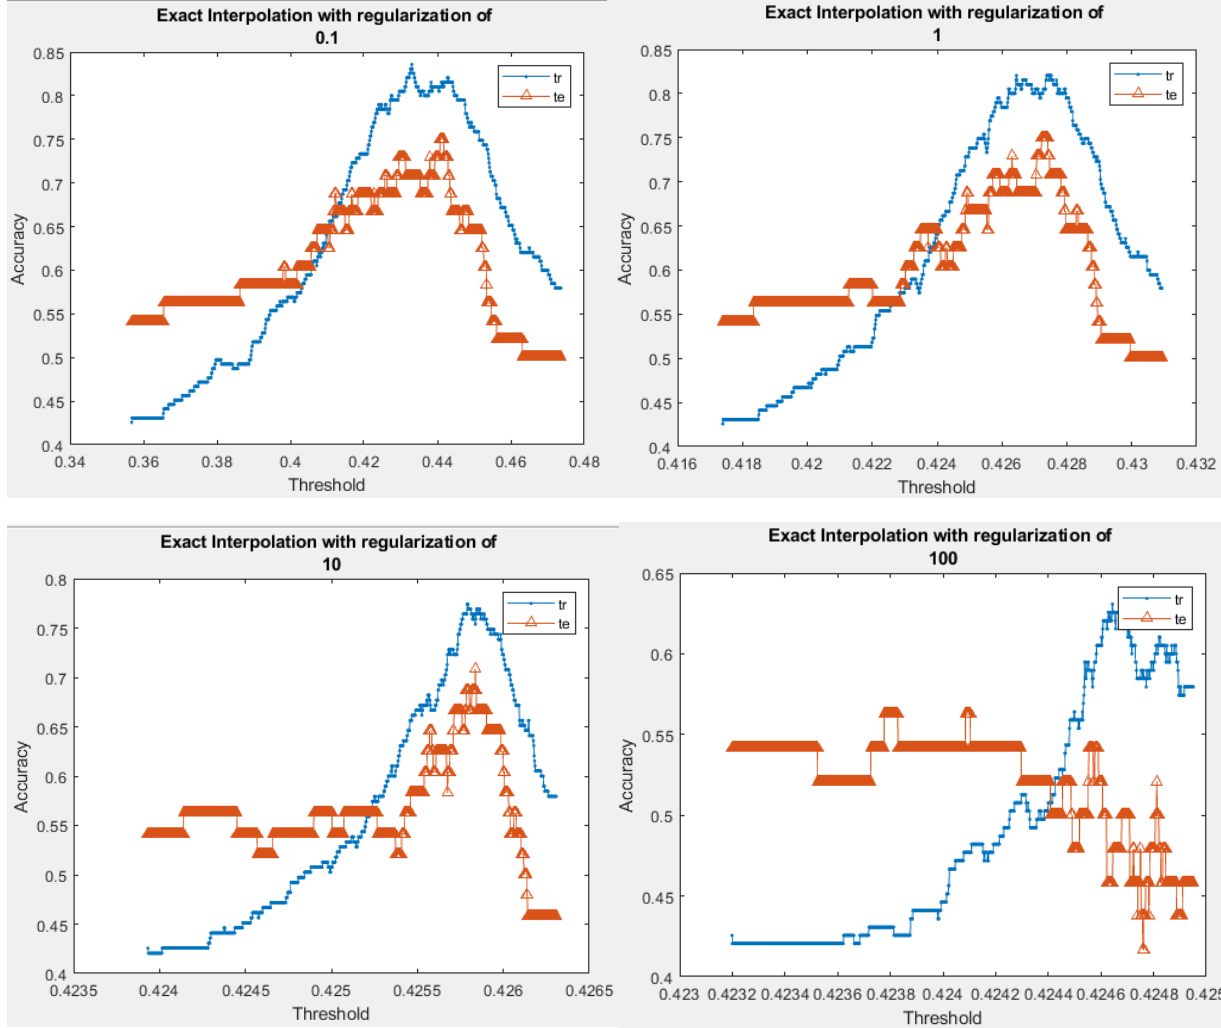 Exact Interpolation with regularization of
0.1
0.85
0.8
0.75
0.7
0.65
0.6
0.55
0.5
0.45
0.4
Accuracy
tr
te
0.34 0.36 0.38 0.4 0.42 0.44 0.46 0.48
Threshold
Exact Interpolation with regularization of
1
0.85
0.8
0.75
0.7
0.65
0.6
0.55
0.5
0.45
0.4
Accuracy
tr
te
0.416 0.418 0.42 0.422 0.424 0.426 0.428 0.43 0.432
Threshold
Exact Interpolation with regularization of
10
0.8
0.75
0.7
0.65
0.6
0.55
0.5
0.45
0.4
Accuracy
tr
te
0.4235 0.424 0.4245 0.425 0.4255 0.426 0.4265
Threshold
Exact Interpolation with regularization of
100
0.65
0.6
0.55
0.5
0.45
0.4
Accuracy
tr
te
0.423 0.4232 0.4234 0.4236 0.4238 0.424 0.4242 0.4244 0.4246 0.4248 0.425
Threshold